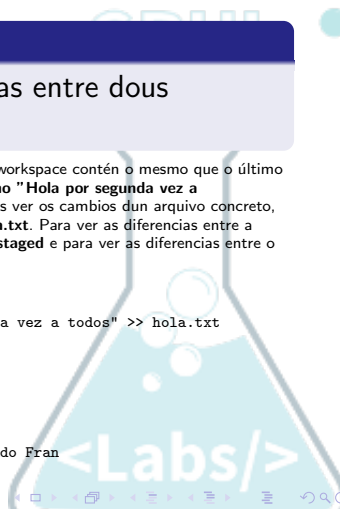 as entre dous
workspace contén o mesmo que o último
no "Hola por segunda vez a
s ver os cambios dun arquivo concreto,
a.txt. Para ver as diferencias entre a
staged e para ver as diferencias entre o
a vez a todos" >> hola.txt
do Fran
<Labs/>